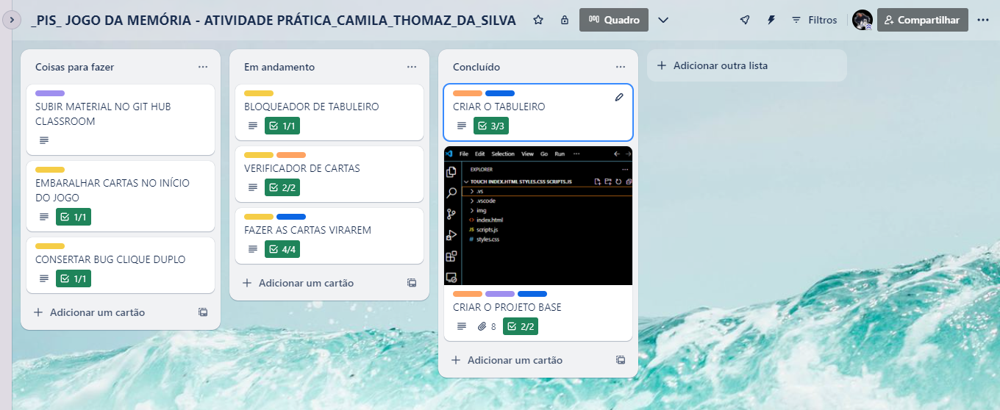 _PIS_ JOGO DA MEMÓRIA - ATIVIDADE PRÁTICA_CAMILA_THOMAZ_DA_SILVA
Quadro
Filtros
Compartilhar
Coisas para fazer
SUBIR MATERIAL NO GIT HUB
CLASSROOM
EMBARALHAR CARTAS NO INÍCIO
DO JOGO
1/1
CONSERTAR BUG CLIQUE DUPLO
1/1
Adicionar um cartão
Em andamento
BLOQUEADOR DE TABULEIRO
1/1
VERIFICADOR DE CARTAS
2/2
FAZER AS CARTAS VIRAREM
4/4
Adicionar um cartão
Concluído
CRIAR O TABULEIRO
3/3
File Edit Selection View Go Run ...
EXPLORER
TOUCH INDEX.HTML STYLES.CSS SCRIPTS.JS
.vs
.vscode
img
index.html
JS scripts.js
# styles.css
CRIAR O PROJETO BASE
8 2/2
Adicionar um cartão
Adicionar outra lista